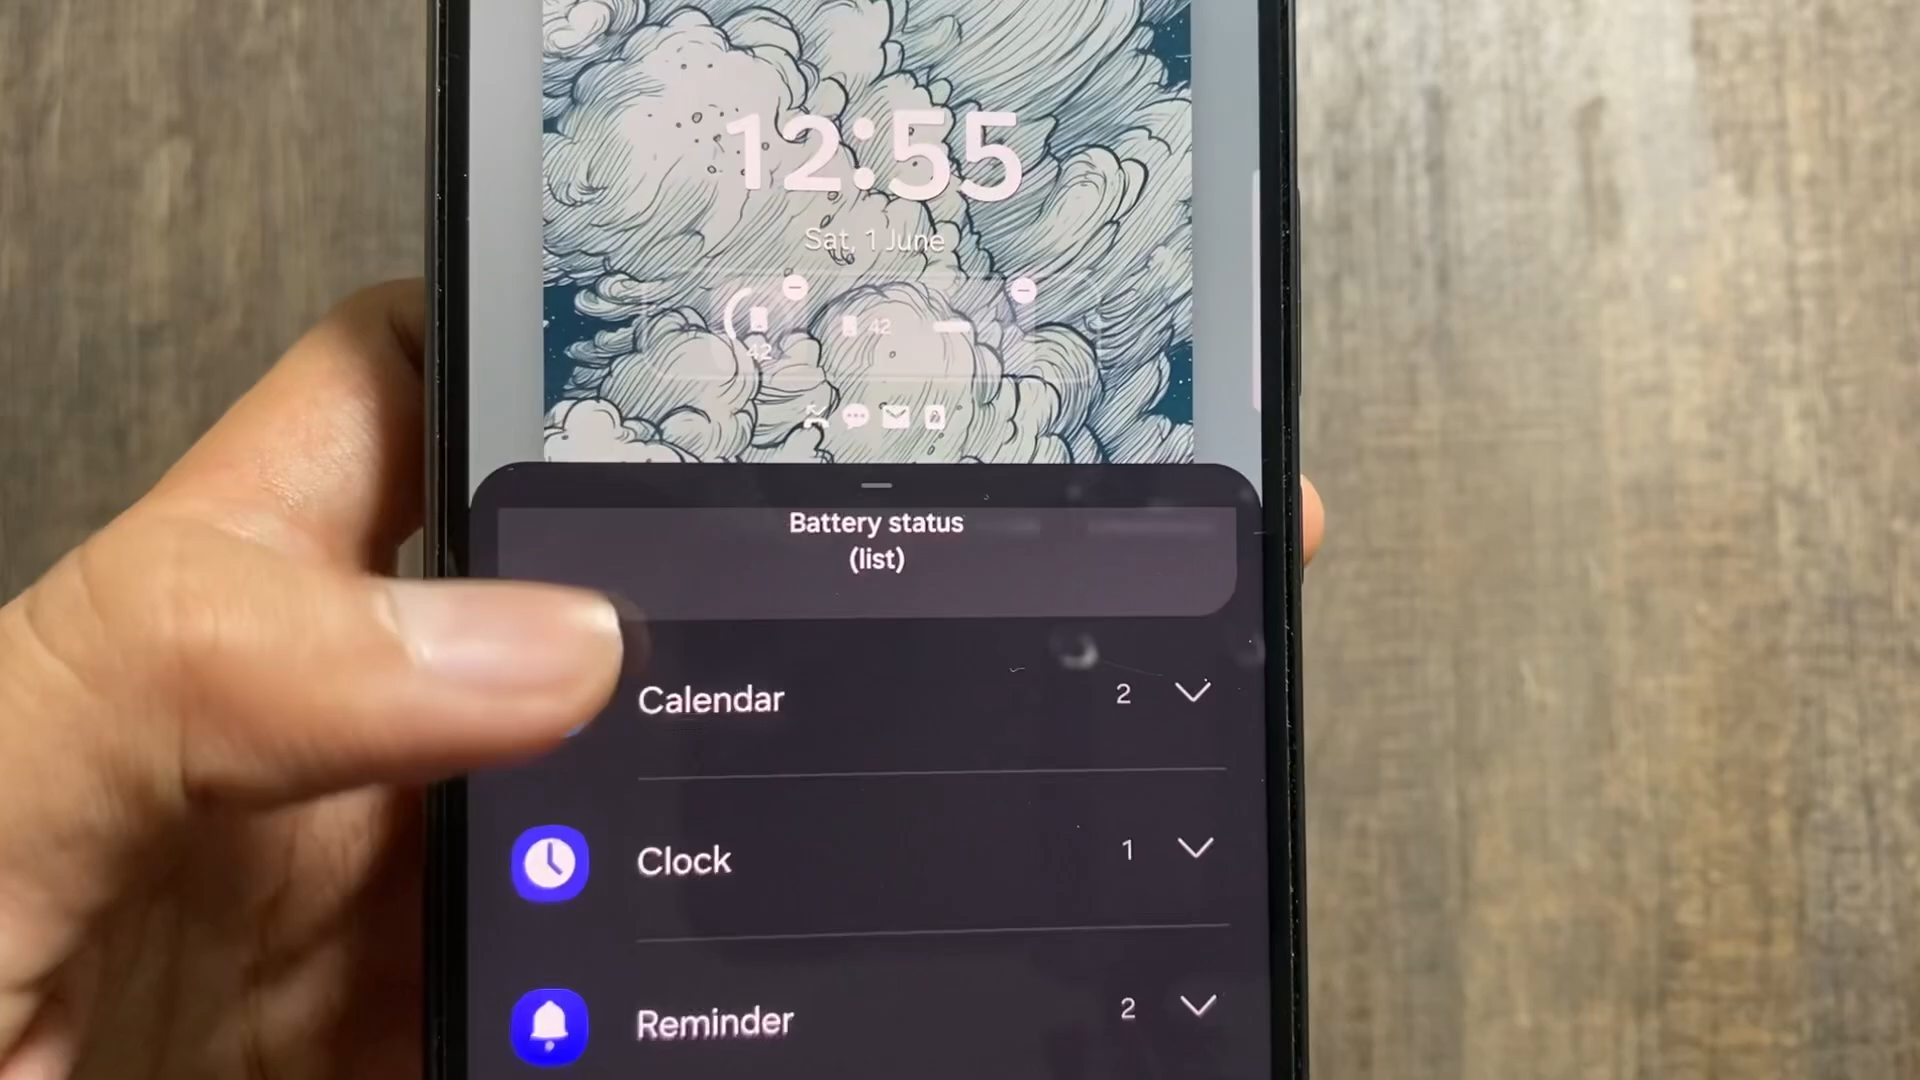 12:55
Sat, 1 June
42
42
Battery status
(list)
Calendar
2
Clock
1
Reminder
2